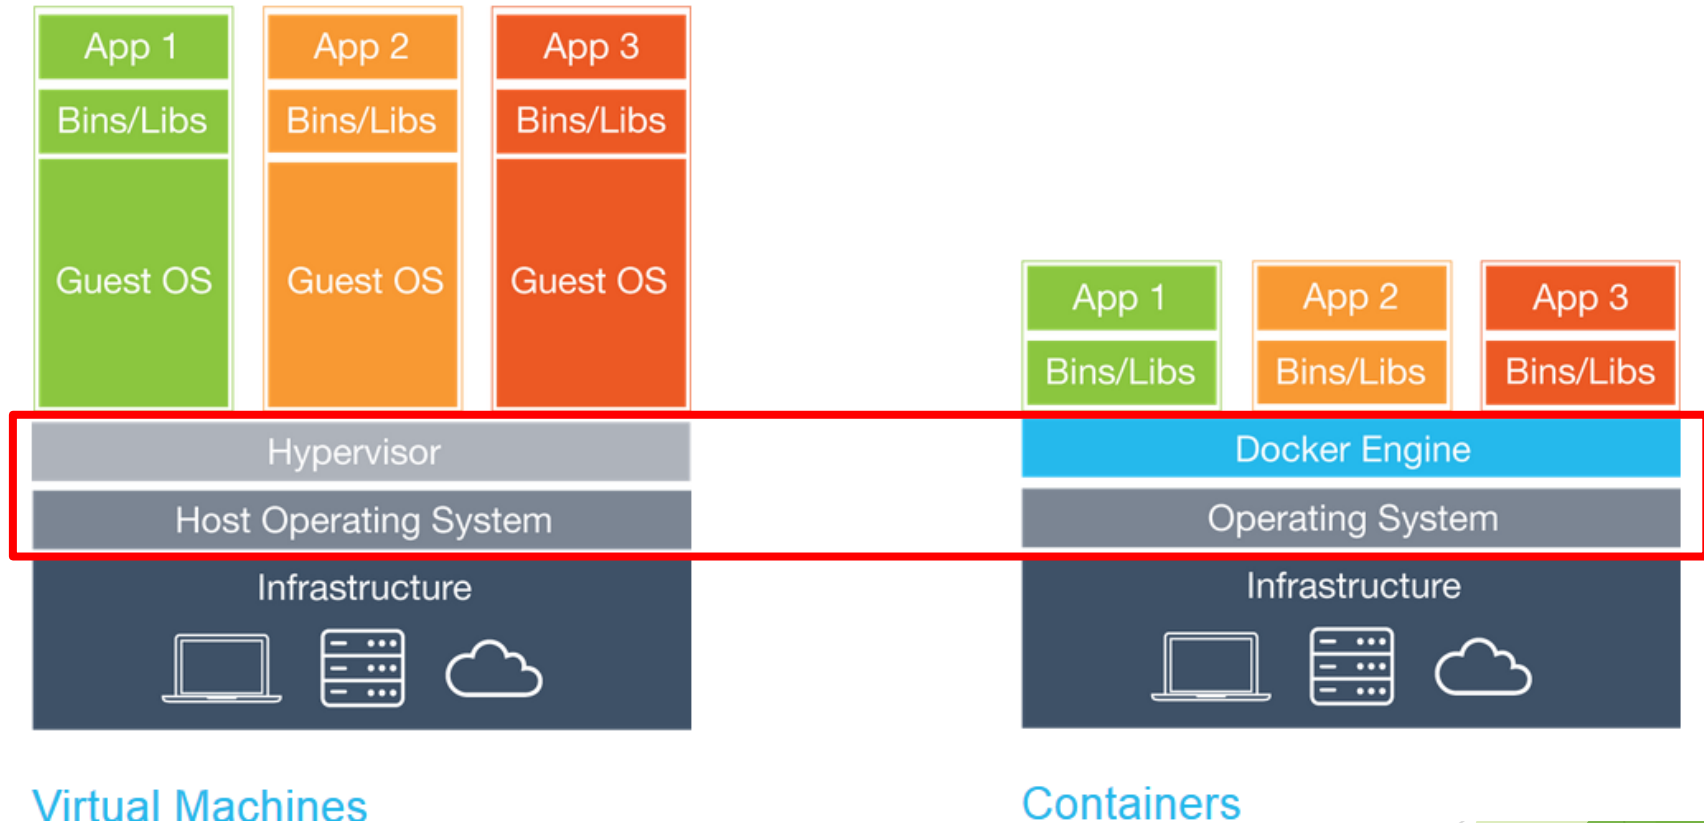 App 1
App 2
App 3
Bins/Libs
Bins/Libs
Bins/Libs
Guest OS
Guest OS
Guest OS
Hypervisor
Host Operating System
Infrastructure
Virtual Machines
App 1
App 2
App 3
Bins/Libs
Bins/Libs
Bins/Libs
Docker Engine
Operating System
Infrastructure
Containers